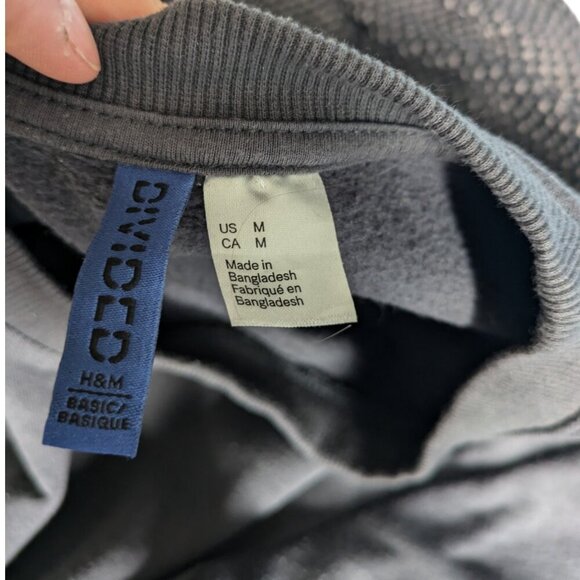 DIVIDED
H&M
BASIC/
BASIQUE
US M
CA M
Made in
Bangladesh
Fabriqué en
Bangladesh